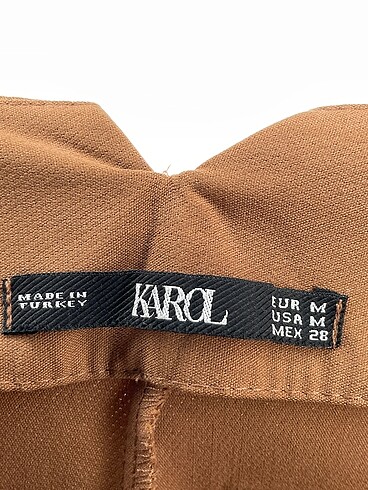 MADE IN
TURKEY
KAROL
EUR M
USA M
MEX 28